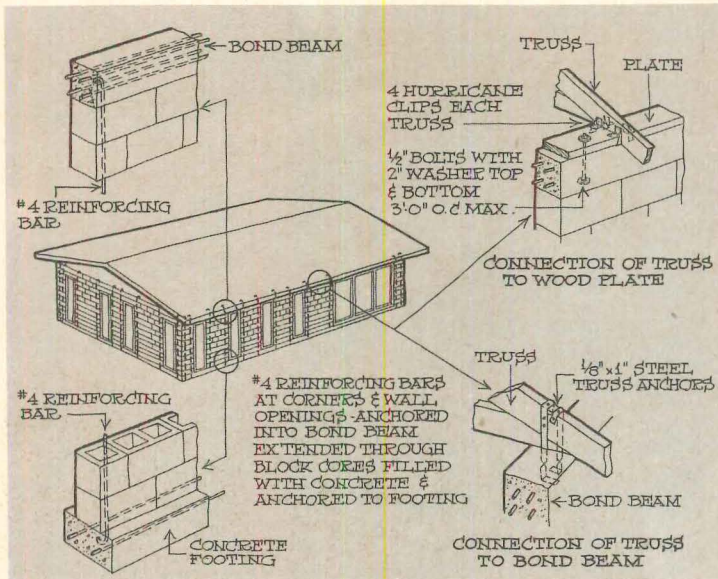 BOND BEAM
#4 REINFORCING
BAR
TRUSS
PLATE
4 HURRICANE
CLIPS EACH
TRUSS
½" BOLTS WITH
2" WASHER TOP
& BOTTOM
3'-0" O.C MAX.
CONNECTION OF TRUSS
TO WOOD PLATE
#4 REINFORCING
BAR
CONCRETE
FOOTING
#4 REINFORCING BARS
AT CORNERS & WALL
OPENINGS-ANCHORED
INTO BOND BEAM
EXTENDED THROUGH
BLOCK CORES FILLED
WITH CONCRETE &
ANCHORED TO FOOTING
TRUSS
⅛"x1" STEEL
TRUSS ANCHORS
BOND BEAM
CONNECTION OF TRUSS
TO BOND BEAM